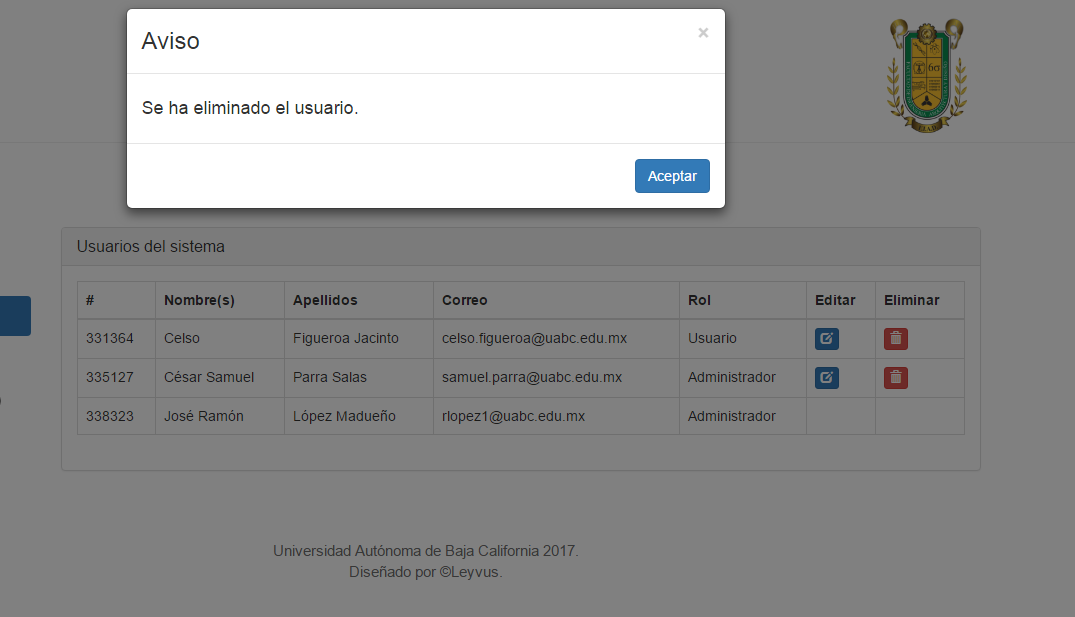 Aviso
×
Se ha eliminado el usuario.
Aceptar
Usuarios del sistema
# Nombre(s) Apellidos Correo Rol Editar Eliminar
331364 Celso Figueroa Jacinto celso.figueroa@uabc.edu.mx Usuario
335127 César Samuel Parra Salas samuel.parra@uabc.edu.mx Administrador
338323 José Ramón López Madueño rlopez1@uabc.edu.mx Administrador
Universidad Autónoma de Baja California 2017.
Diseñado por ©Leyvus.